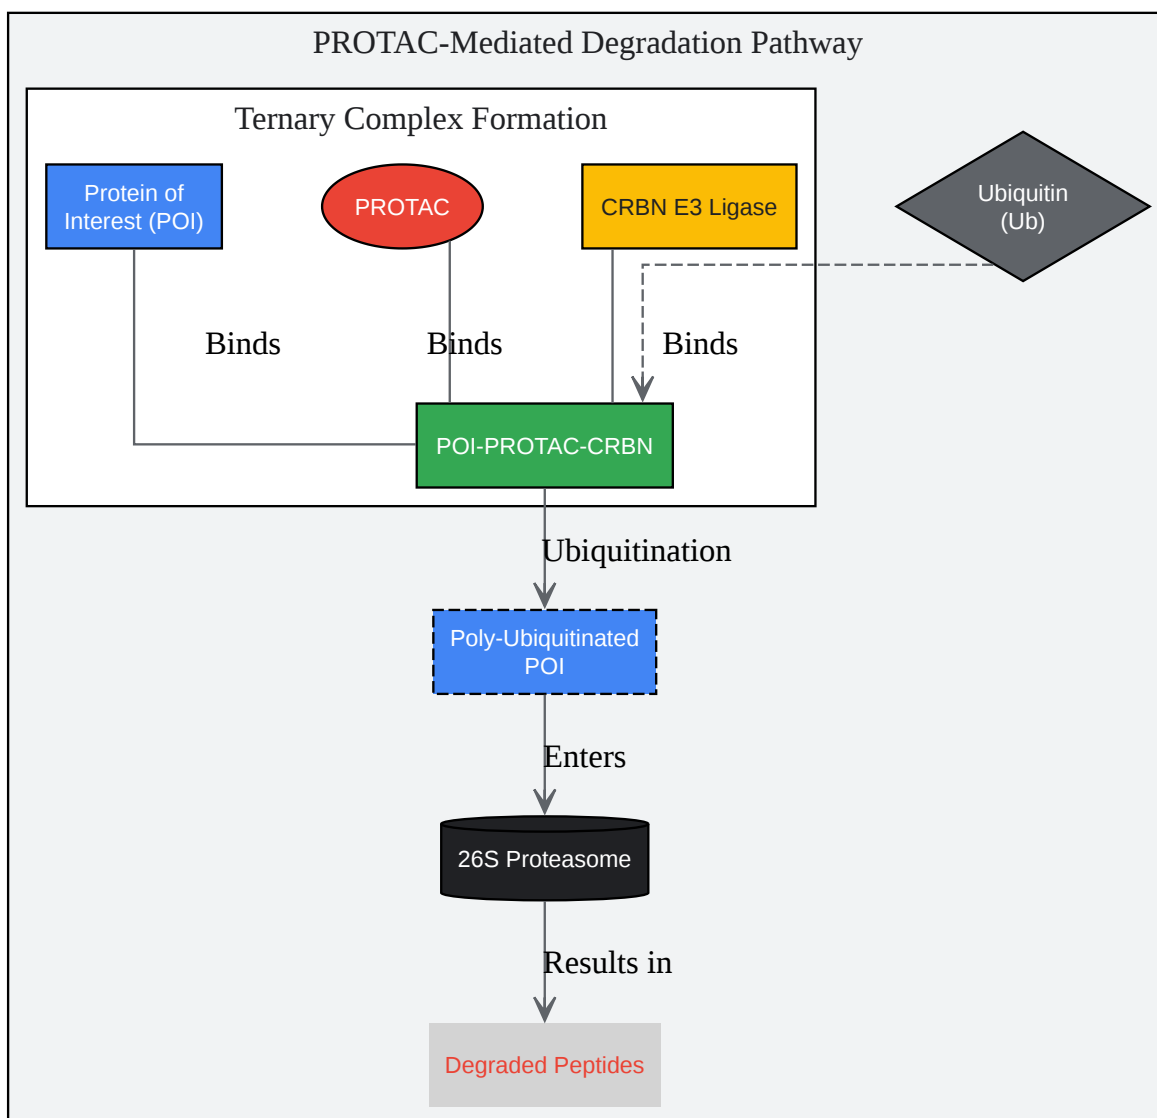 PROTAC-Mediated Degradation Pathway
Ternary Complex Formation
Protein of
Interest (POI)
PROTAC
CRBN E3 Ligase
Ubiquitin
(Ub)
Binds
Binds
Binds
POI-PROTAC-CRBN
Ubiquitination
Poly-Ubiquitinated
POI
Enters
26S Proteasome
Results in
Degraded Peptides